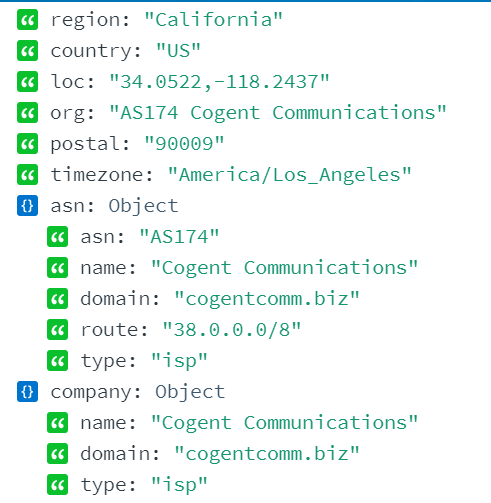 region: "California"
country: "US"
loc: "34.0522,-118.2437"
org: "AS174 Cogent Communications"
postal: "90009"
timezone: "America/Los_Angeles"
{} asn: Object
asn: "AS174"
name: "Cogent Communications"
domain: "cogentcomm.biz"
route: "38.0.0.0/8"
type: "isp"
{} company: Object
name: "Cogent Communications"
domain: "cogentcomm.biz"
type: "isp"